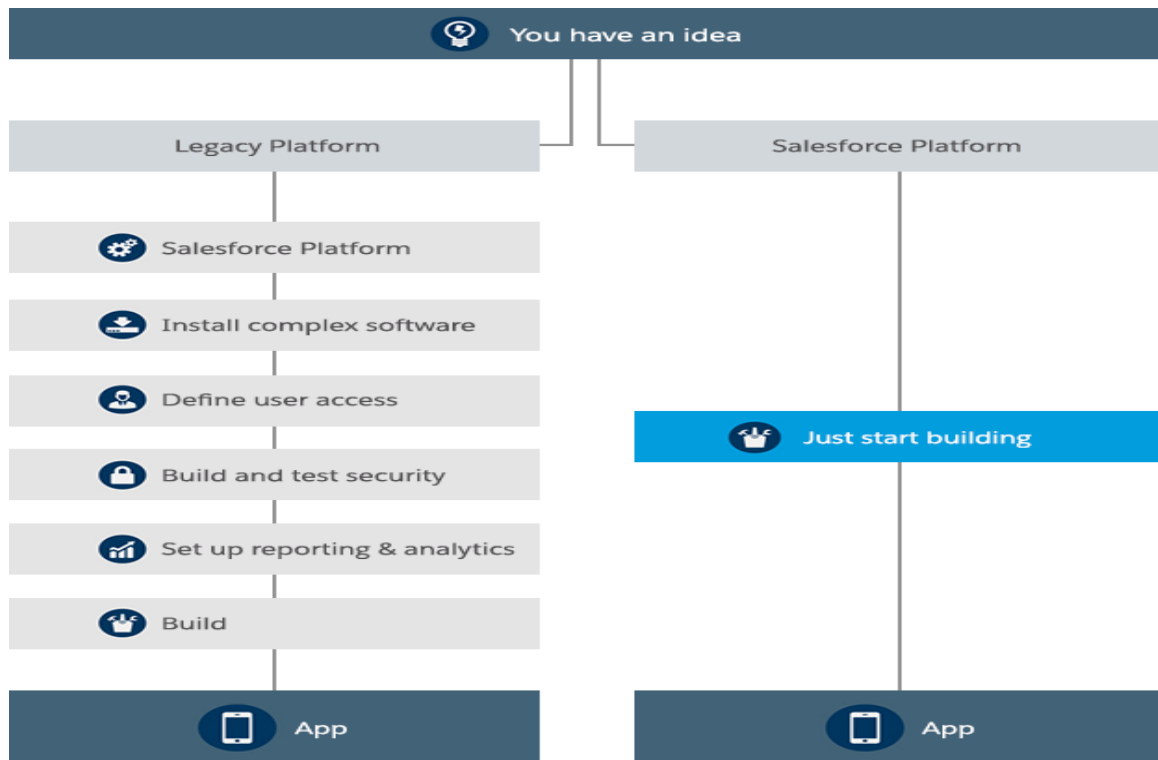 You have an idea
Legacy Platform
Salesforce Platform
Install complex software
Define user access
Build and test security
Set up reporting & analytics
Build
App
Salesforce Platform
Just start building
App